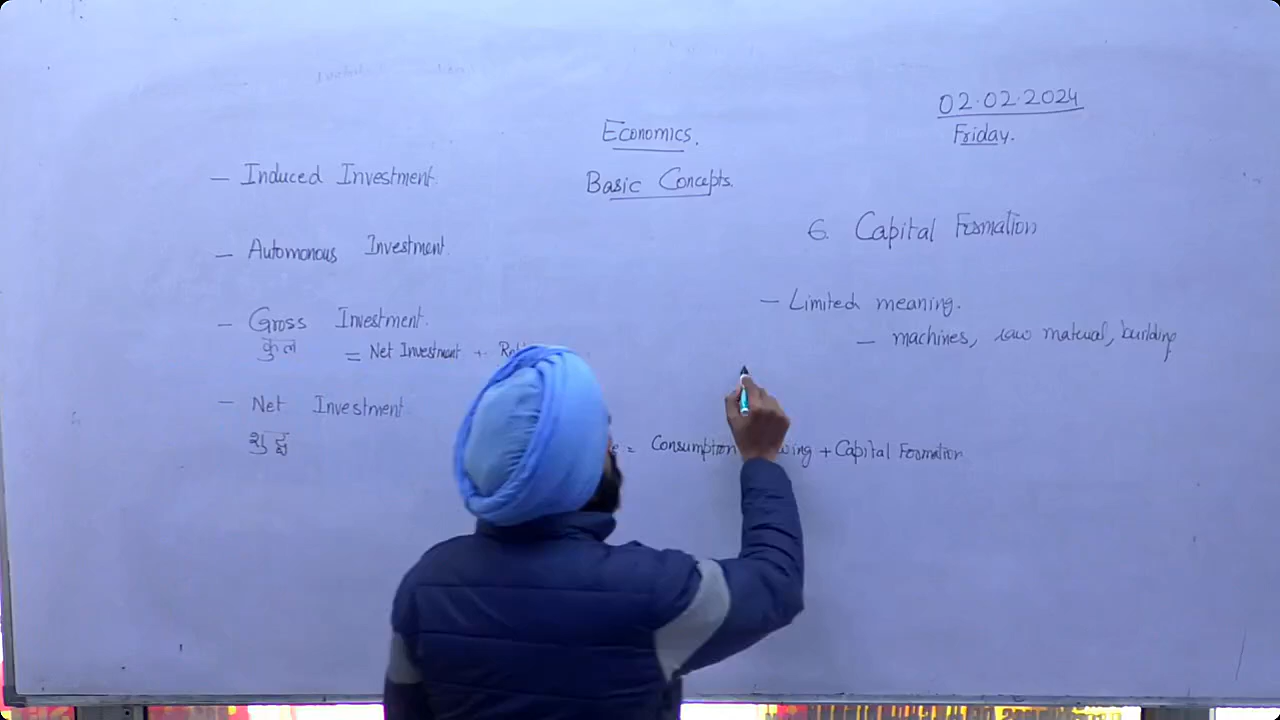 02.02.2024
Friday.
Economics.
Basic Concepts.
– Induced Investment.
– Automonous Investment.
– Gross Investment.
कुल = Net Investment +
– Net Investment
शुद्ध
6. Capital Formation
– Limited meaning.
– machines, raw material, building
= Consumption + Capital Formation